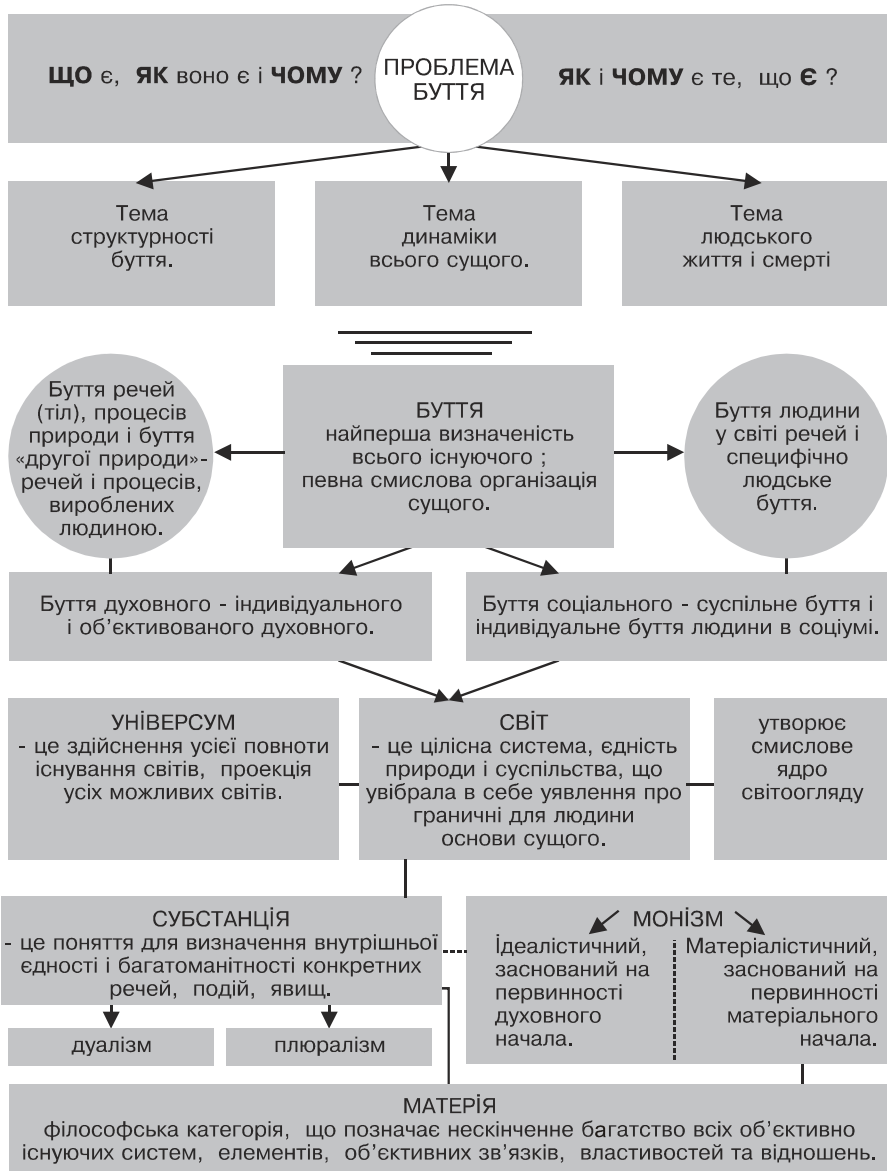 ЩО є, ЯК воно є і ЧОМУ ?
ПРОБЛЕМА
БУТТЯ
ЯК і ЧОМУ є те, що Є ?
Тема
структурності
буття.
Тема
динаміки
всього сущого.
Тема
людського
життя і смерті
Буття речей
(тіл), процесів
природи і буття
«другої природи»-
речей і процесів,
вироблених
людиною.
БУТТЯ
найперша визначеність
всього існуючого ;
певна смислова організація
сущого.
Буття людини
у світі речей і
специфічно
людське
буття.
Буття духовного - індивідуального
і об’єктивованого духовного.
Буття соціального - суспільне буття і
індивідуальне буття людини в соціумі.
УНІВЕРСУМ
- це здійснення усієї повноти
існування світів, проекція
усіх можливих світів.
СВІТ
- це цілісна система, єдність
природи і суспільства, що
увібрала в себе уявлення про
граничні для людини
основи сущого.
утворює
смислове
ядро
світоогляду
СУБСТАНЦІЯ
- це поняття для визначення внутрішньої
єдності і багатоманітності конкретних
речей, подій, явищ.
дуалізм
плюралізм
МОНІЗМ
Ідеалістичний,
заснований на
первинності
духовного
начала.
Матеріалістичний,
заснований на
первинності
матеріального
начала.
МАТЕРІЯ
філософська категорія, що позначає нескінченне багатство всіх об’єктивно
існуючих систем, елементів, об’єктивних зв’язків, властивостей та відношень.